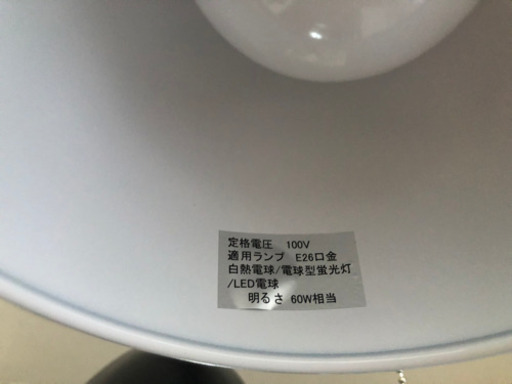 定格電圧　100V
適用ランプ　E26口金
白熱電球/電球型蛍光灯
/LED電球
明るさ 60W相当